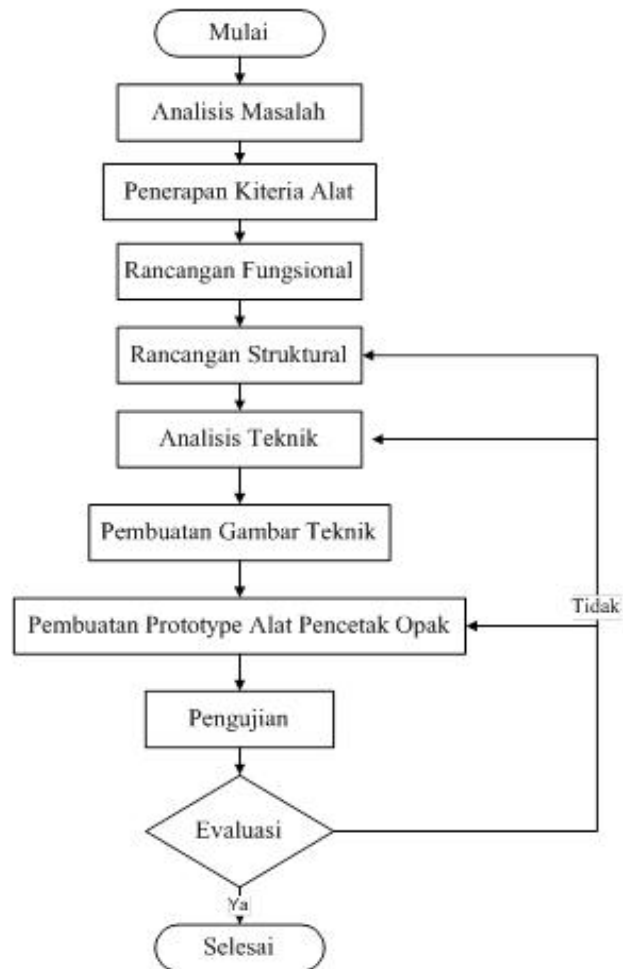 Mulai
Analisis Masalah
Penerapan Kiteria Alat
Rancangan Fungsional
Rancangan Struktural
Analisis Teknik
Pembuatan Gambar Teknik
Tidak
Pembuatan Prototype Alat Pencetak Opak
Pengujian
Evaluasi
Ya
Selesai